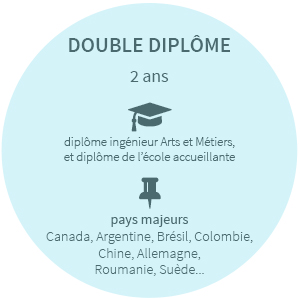 DOUBLE DIPLÔME
2 ans
diplôme ingénieur Arts et Métiers,
et diplôme de l'école accueillante
pays majeurs
Canada, Argentine, Brésil, Colombie,
Chine, Allemagne,
Roumanie, Suède...